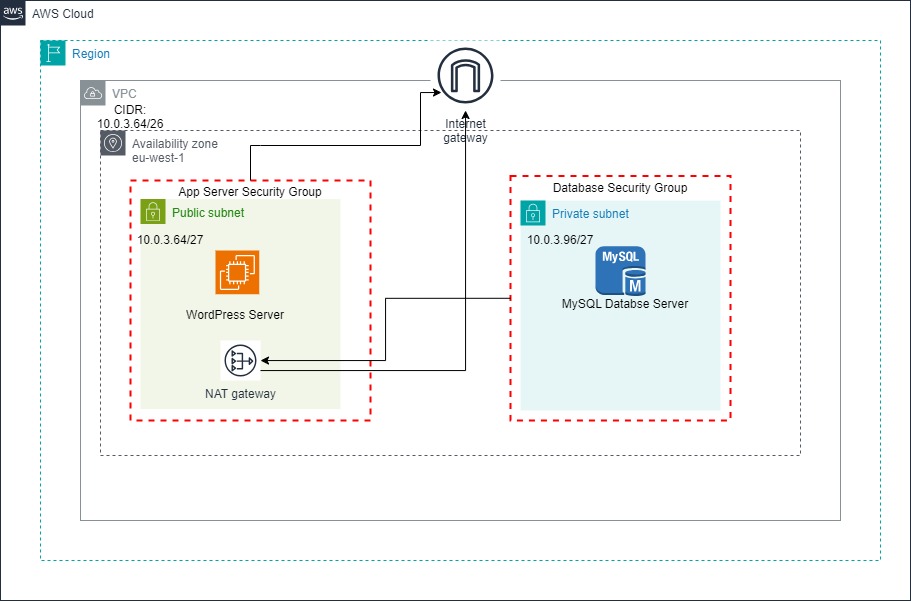 aws
AWS Cloud
Region
VPC
CIDR:
10.0.3.64/26
Internet
gateway
Availability zone
eu-west-1
App Server Security Group
Public subnet
10.0.3.64/27
WordPress Server
NAT gateway
Database Security Group
Private subnet
10.0.3.96/27
MySQL
M
MySQL Databse Server